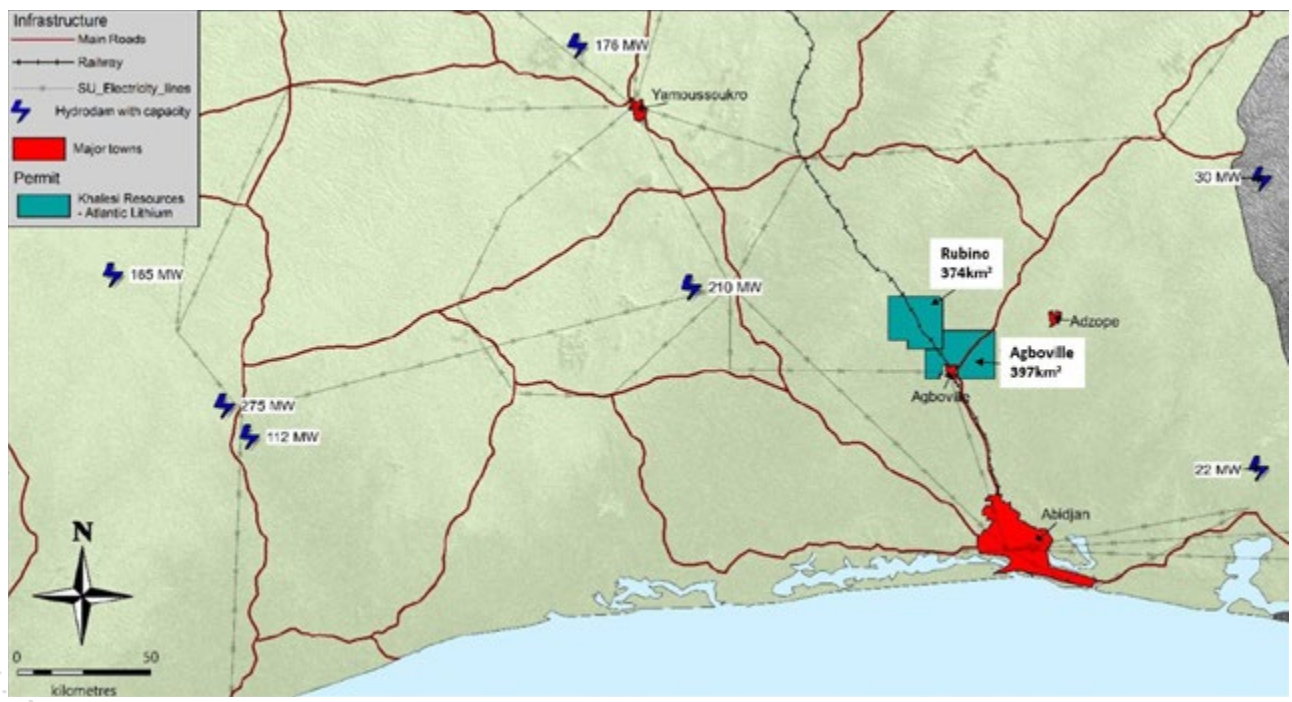 Infrastructure
Main Roads
Railway
SU_Electricity_lines
Hydrodam with capacity
Major towns
Permit
Khalesi Resources
- Atlantic Lithium
176 MW
Yamoussoukro
30 MW
165 MW
210 MW
Rubino
374km²
Adzope
Agboville
397km²
Agboville
275 MW
112 MW
22 MW
Abidjan
N
0 50
kilometres